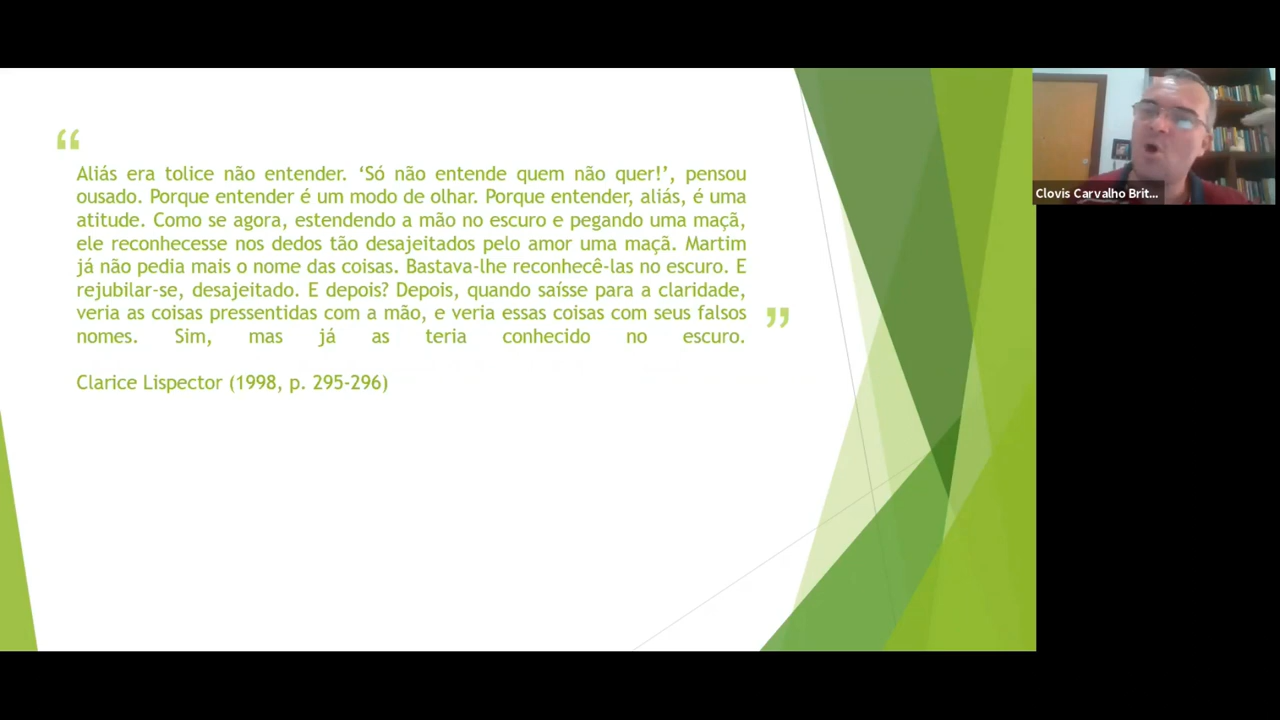 “
Aliás era tolice não entender. ‘Só não entende quem não quer!’, pensou
ousado. Porque entender é um modo de olhar. Porque entender, aliás, é uma
atitude. Como se agora, estendendo a mão no escuro e pegando uma maçã,
ele reconhecesse nos dedos tão desajeitados pelo amor uma maçã. Martim
já não pedia mais o nome das coisas. Bastava-lhe reconhecê-las no escuro. E
rejubilar-se, desajeitado. E depois? Depois, quando saísse para a claridade,
veria as coisas pressentidas com a mão, e veria essas coisas com seus falsos
nomes. Sim, mas já as teria conhecido no escuro.
”
Clarice Lispector (1998, p. 295-296)
Clovis Carvalho Brit...